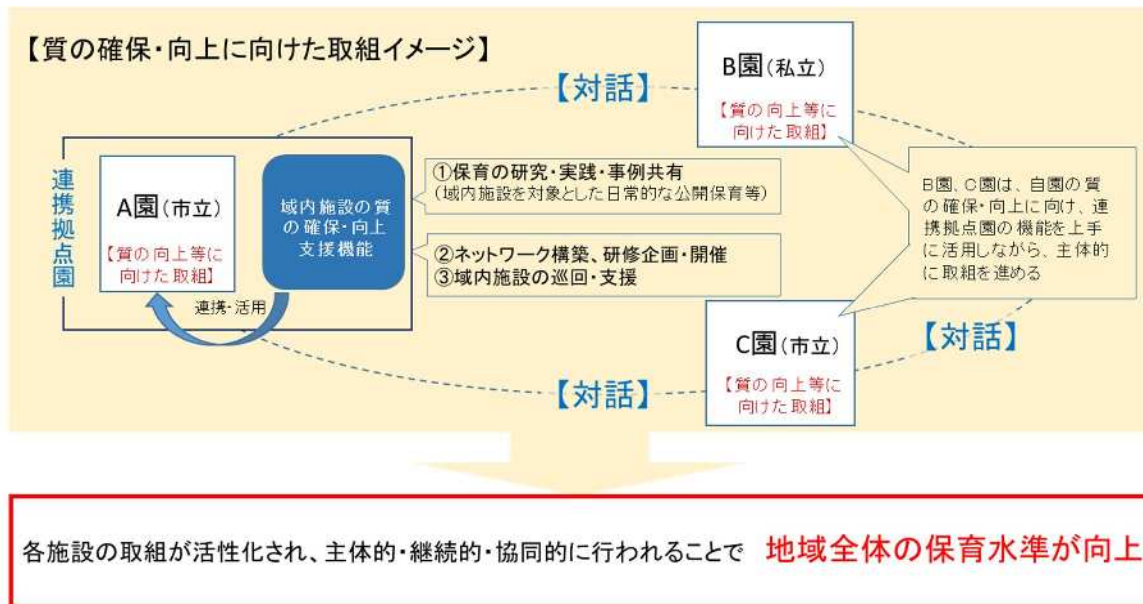 【質の確保・向上に向けた取組イメージ】
B園(私立)
【質の向上等に
向けた取組】
【対話】
連携拠点園
A園(市立)
【質の向上等に
向けた取組】
域内施設の質
の確保・向上
支援機能
連携・活用
①保育の研究・実践・事例共有
(域内施設を対象とした日常的な公開保育等)
②ネットワーク構築、研修企画・開催
③域内施設の巡回・支援
B園、C園は、自園の質
の確保・向上に向け、連
携拠点園の機能を上手
に活用しながら、主体的
に取組を進める
C園(市立)
【質の向上等に
向けた取組】
【対話】
【対話】
各施設の取組が活性化され、主体的・継続的・協同的に行われることで 地域全体の保育水準が向上